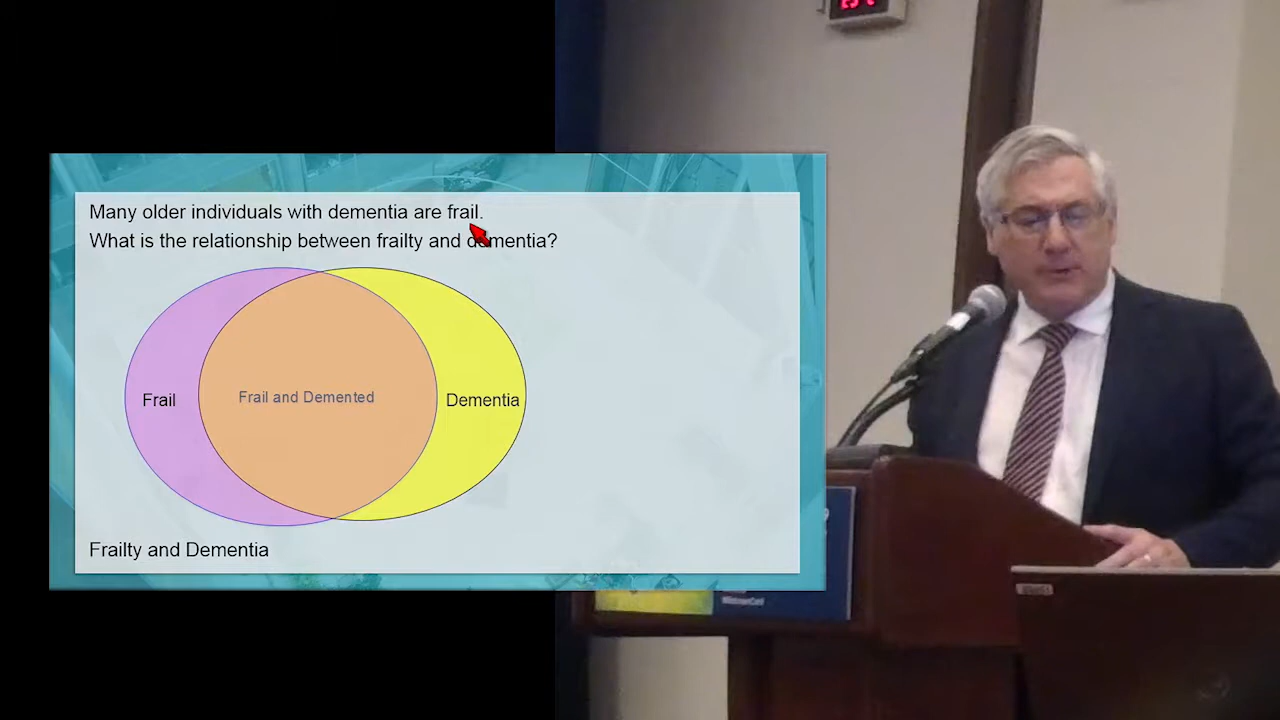 Many older individuals with dementia are frail.
What is the relationship between frailty and dementia?
Frail
Frail and Demented
Dementia
Frailty and Dementia